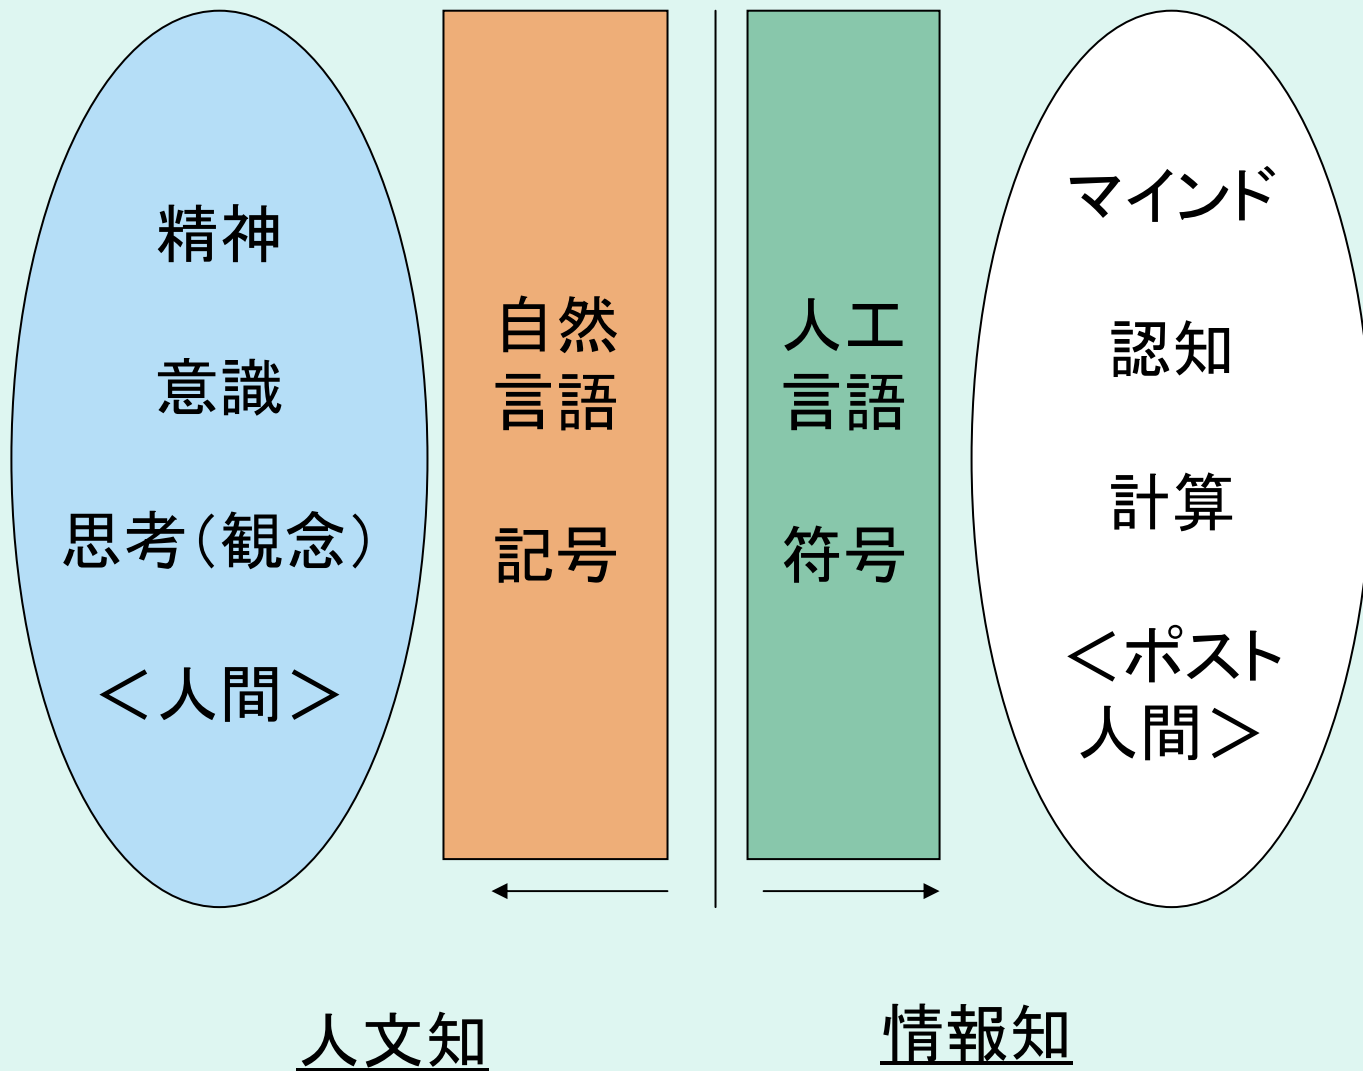 精神
意識
思考（観念）
＜人間＞
自然
言語
記号
人工
言語
符号
マインド
認知
計算
＜ポスト
人間＞
人文知
情報知